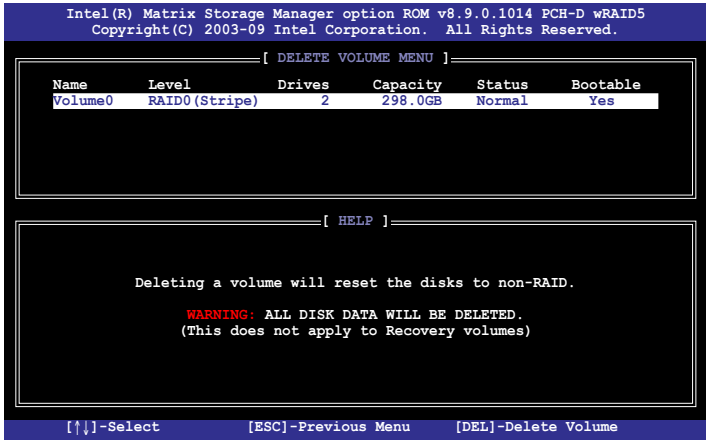 Intel(R) Matrix Storage Manager option ROM v8.9.0.1014 PCH-D wRAID5
Copyright(C) 2003-09 Intel Corporation. All Rights Reserved.
[ DELETE VOLUME MENU ]
Name Level Drives Capacity Status Bootable
Volume0 RAID0(Stripe) 2 298.0GB Normal Yes
[ HELP ]
Deleting a volume will reset the disks to non-RAID.
WARNING: ALL DISK DATA WILL BE DELETED.
(This does not apply to Recovery volumes)
[↑↓]-Select [ESC]-Previous Menu [DEL]-Delete Volume